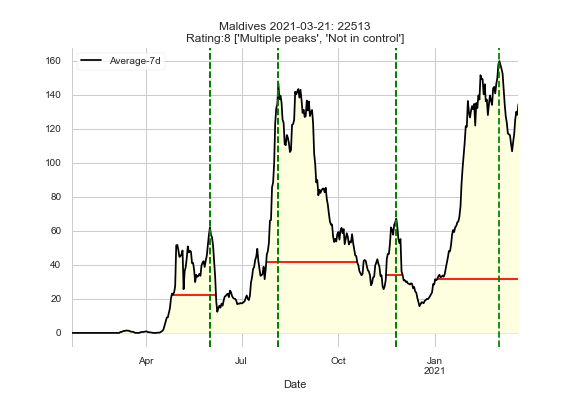 Maldives 2021-03-21: 22513
Rating:8 ['Multiple peaks', 'Not in control']
Average-7d
160
140
120
100
80
60
40
20
0
Apr
Jul
Oct
Jan
2021
Date